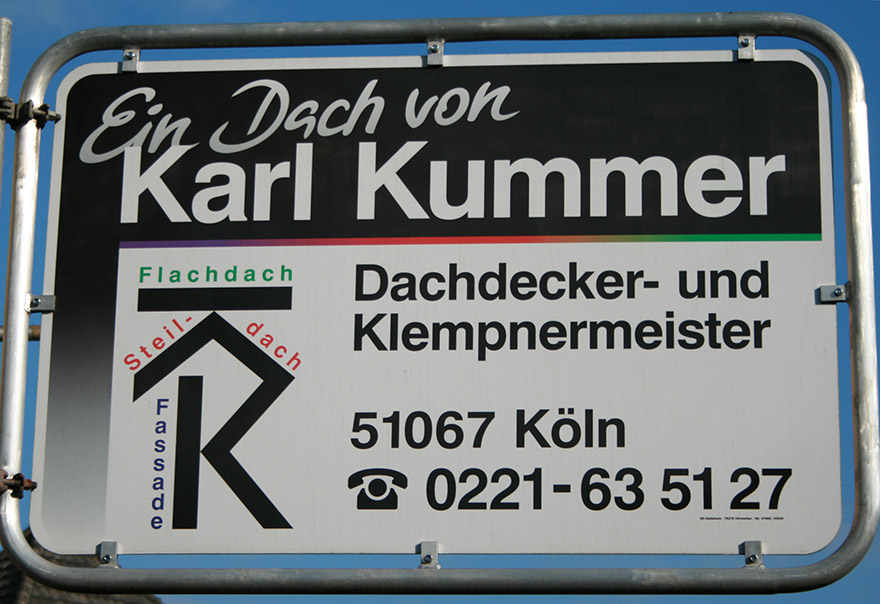 Ein Dach von
Karl Kummer
Flachdach
Steil-
dach
Fassade
Dachdecker- und
Klempnermeister
51067 Köln
☎ 0221-63 51 27